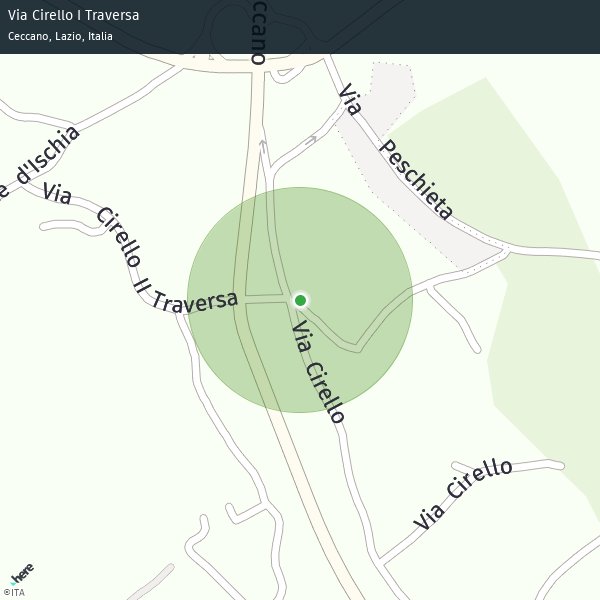 Via Cirello I Traversa
Ceccano, Lazio, Italia
ccano
Via Peschieta
e d'Ischia
Via Cirello II Traversa
Via Cirello
Via Cirello
here
©ITA